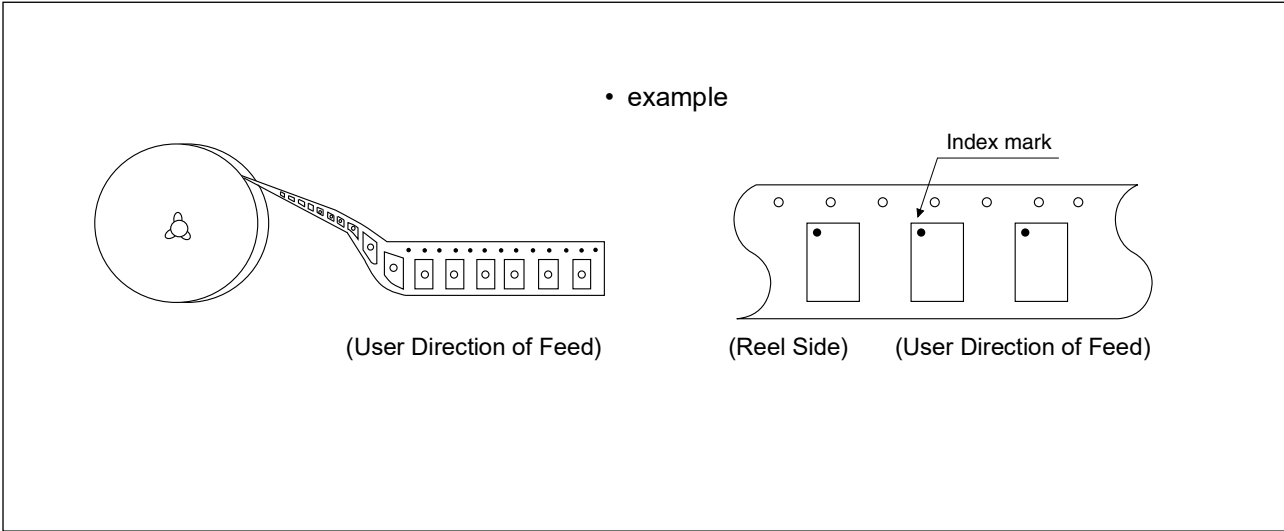 • example
Index mark
(User Direction of Feed)
(Reel Side)
(User Direction of Feed)